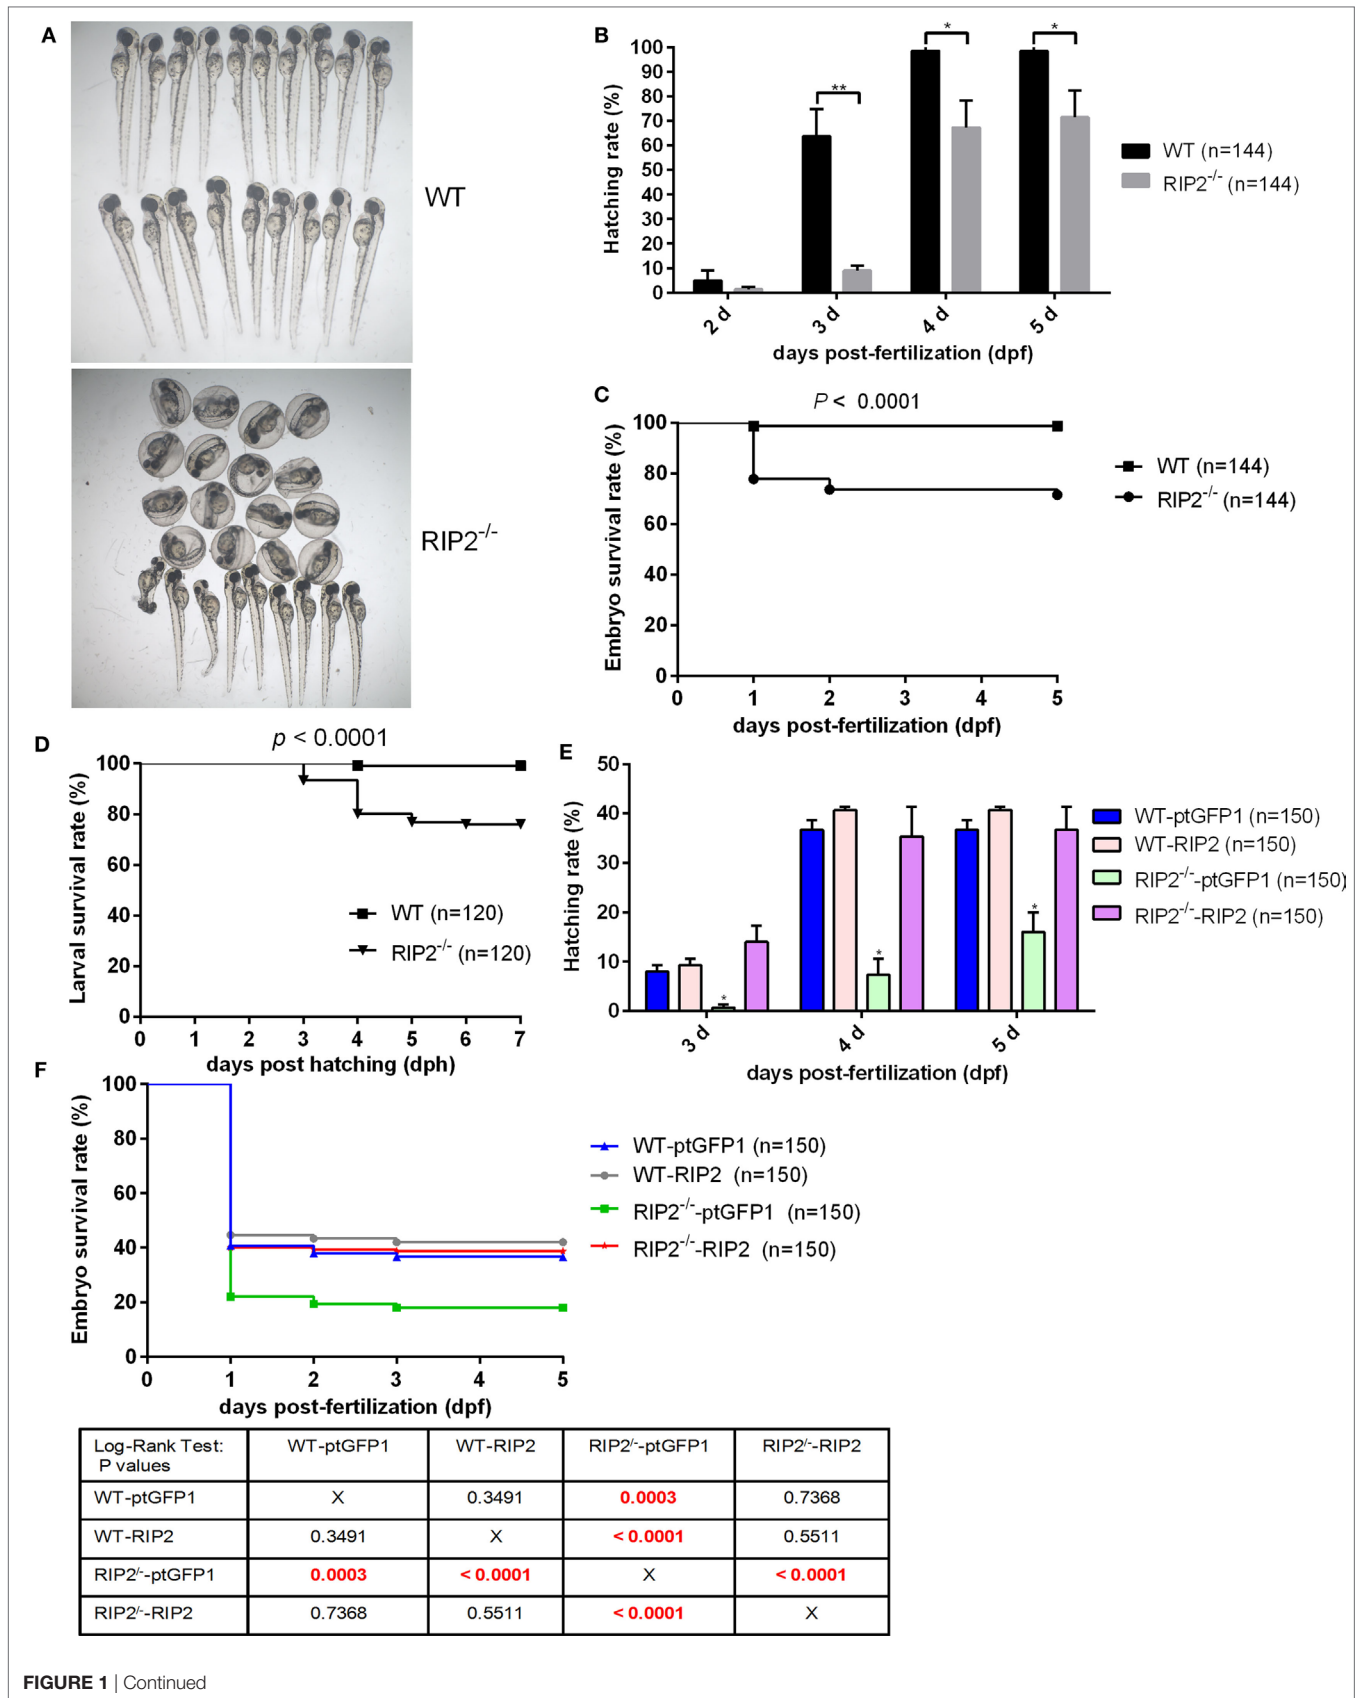 A
WT
RIP2-/-
B
Hatching rate (%)
100
90
80
70
60
50
40
30
20
10
0
**
*
*
2 d
3 d
4 d
5 d
days post-fertilization (dpf)
WT (n=144)
RIP2-/- (n=144)
C
P < 0.0001
Embryo survival rate (%)
100
80
60
40
20
0
0 1 2 3 4 5
days post-fertilization (dpf)
WT (n=144)
RIP2-/- (n=144)
D
p < 0.0001
Larval survival rate (%)
100
80
60
40
20
0
0 1 2 3 4 5 6 7
days post hatching (dph)
WT (n=120)
RIP2-/- (n=120)
E
Hatching rate (%)
50
40
30
20
10
0
*
*
*
3 d
4 d
5 d
days post-fertilization (dpf)
WT-ptGFP1 (n=150)
WT-RIP2 (n=150)
RIP2-/--ptGFP1 (n=150)
RIP2-/--RIP2 (n=150)
F
Embryo survival rate (%)
100
80
60
40
20
0
0 1 2 3 4 5
days post-fertilization (dpf)
WT-ptGFP1 (n=150)
WT-RIP2 (n=150)
RIP2-/--ptGFP1 (n=150)
RIP2-/--RIP2 (n=150)
Log-Rank Test: WT-ptGFP1 WT-RIP2 RIP2/--ptGFP1 RIP2/--RIP2
P values
WT-ptGFP1 X 0.3491 0.0003 0.7368
WT-RIP2 0.3491 X < 0.0001 0.5511
RIP2/--ptGFP1 0.0003 < 0.0001 X < 0.0001
RIP2/--RIP2 0.7368 0.5511 < 0.0001 X
FIGURE 1 | Continued